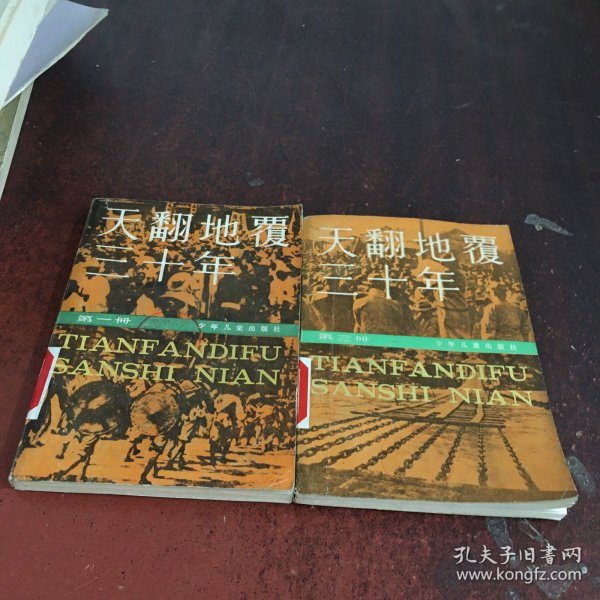 天翻地覆
三十年
第一册
少年儿童出版社
TIANFANDIFU
SANSHI NIAN
天翻地覆
三十年
第三册
少年儿童出版社
TIANFANDIFU
SANSHI NIAN
孔夫子旧书网
www.kongfz.com